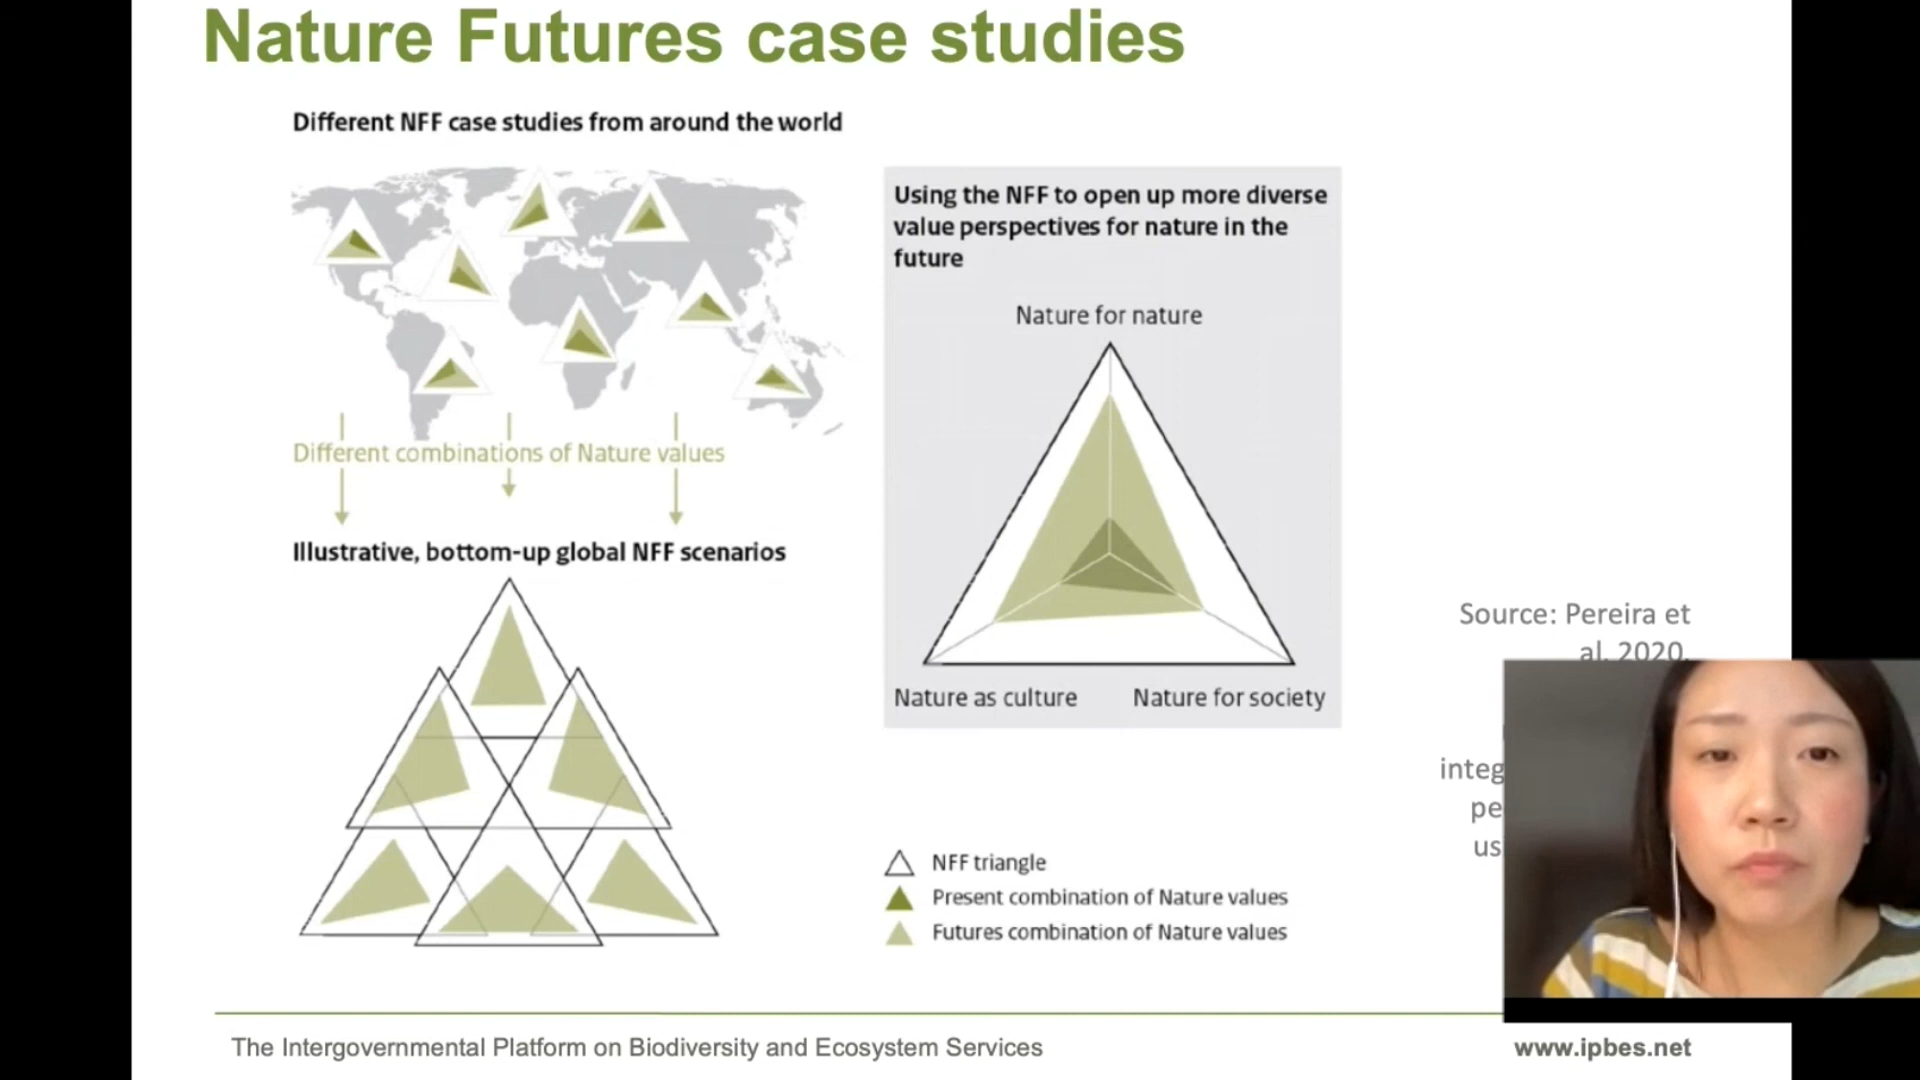 Nature Futures case studies
Different NFF case studies from around the world
Different combinations of Nature values
Illustrative, bottom-up global NFF scenarios
Using the NFF to open up more diverse
value perspectives for nature in the
future
Nature for nature
Nature as culture
Nature for society
NFF triangle
Present combination of Nature values
Futures combination of Nature values
Source: Pereira et
al. 2020.
The Intergovernmental Platform on Biodiversity and Ecosystem Services
www.ipbes.net